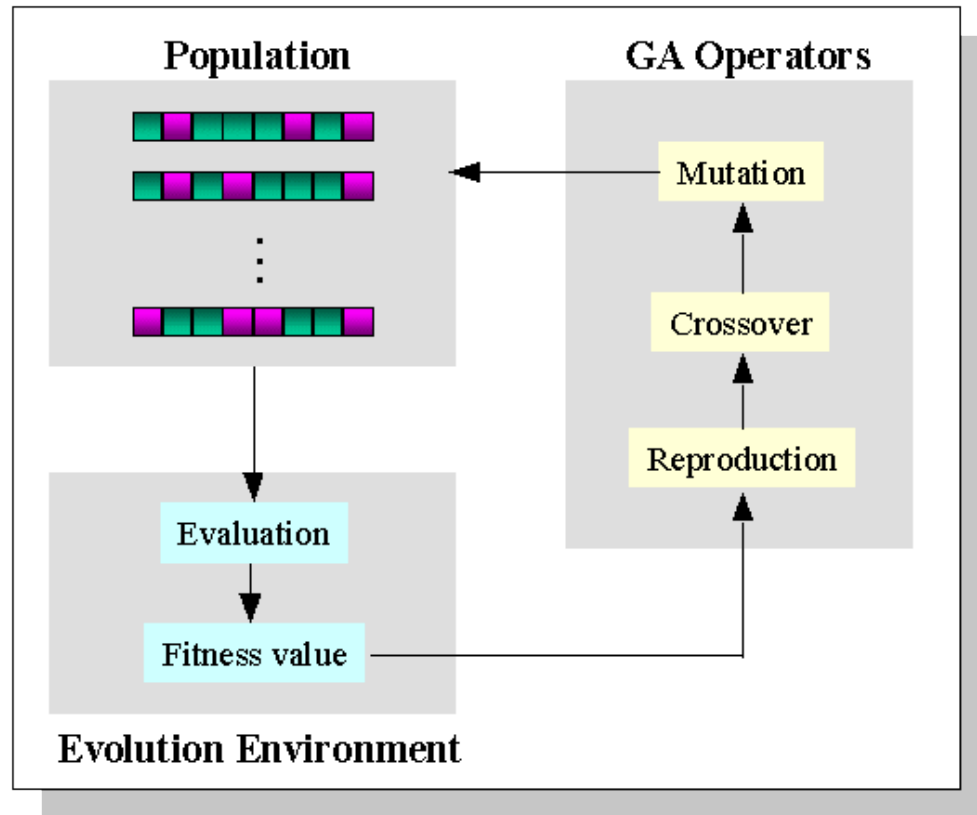 Population
GA Operators
Mutation
Crossover
Reproduction
Evaluation
Fitness value
Evolution Environment